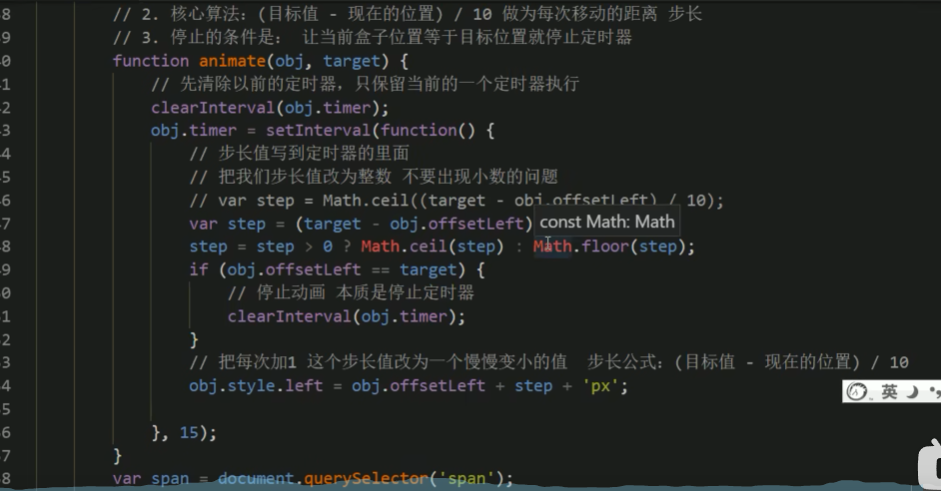 48 // 2. 核心算法：(目标值 - 现在的位置) / 10 做为每次移动的距离 步长
9 // 3. 停止的条件是： 让当前盒子位置等于目标位置就停止定时器
0 function animate(obj, target) {
1 // 先清除以前的定时器，只保留当前的一个定时器执行
2 clearInterval(obj.timer);
3 obj.timer = setInterval(function() {
4 // 步长值写到定时器的里面
5 // 把我们步长值改为整数 不要出现小数的问题
6 // var step = Math.ceil((target - obj.offsetLeft) / 10);
7 var step = (target - obj.offsetLeft)
const Math: Math
8 step = step > 0 ? Math.ceil(step) : Math.floor(step);
9 if (obj.offsetLeft == target) {
0 // 停止动画 本质是停止定时器
1 clearInterval(obj.timer);
2 }
3 // 把每次加1 这个步长值改为一个慢慢变小的值 步长公式：(目标值 - 现在的位置) / 10
4 obj.style.left = obj.offsetLeft + step + 'px';
英
5
6 }, 15);
7 }
8 var span = document.querySelector('span');